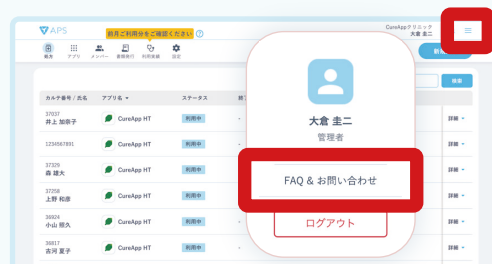 APS
前月ご利用分をご確認ください
CureAppクリニック
大倉 圭二
処方
アプリ
メンバー
書類発行
利用実績
設定
検索
カルテ番号 / 氏名
アプリ名
ステータス
37037
井上 加奈子
CureApp HT
利用中
-
詳細
1234567891
CureApp HT
利用中
詳細
37329
森 雄大
CureApp HT
利用中
詳細
37258
上野 和彦
CureApp HT
利用中
詳細
36924
小山 照久
CureApp HT
利用中
-
詳細
36817
古河 夏子
CureApp HT
利用中
-
詳細
大倉 圭二
管理者
FAQ & お問い合わせ
ログアウト